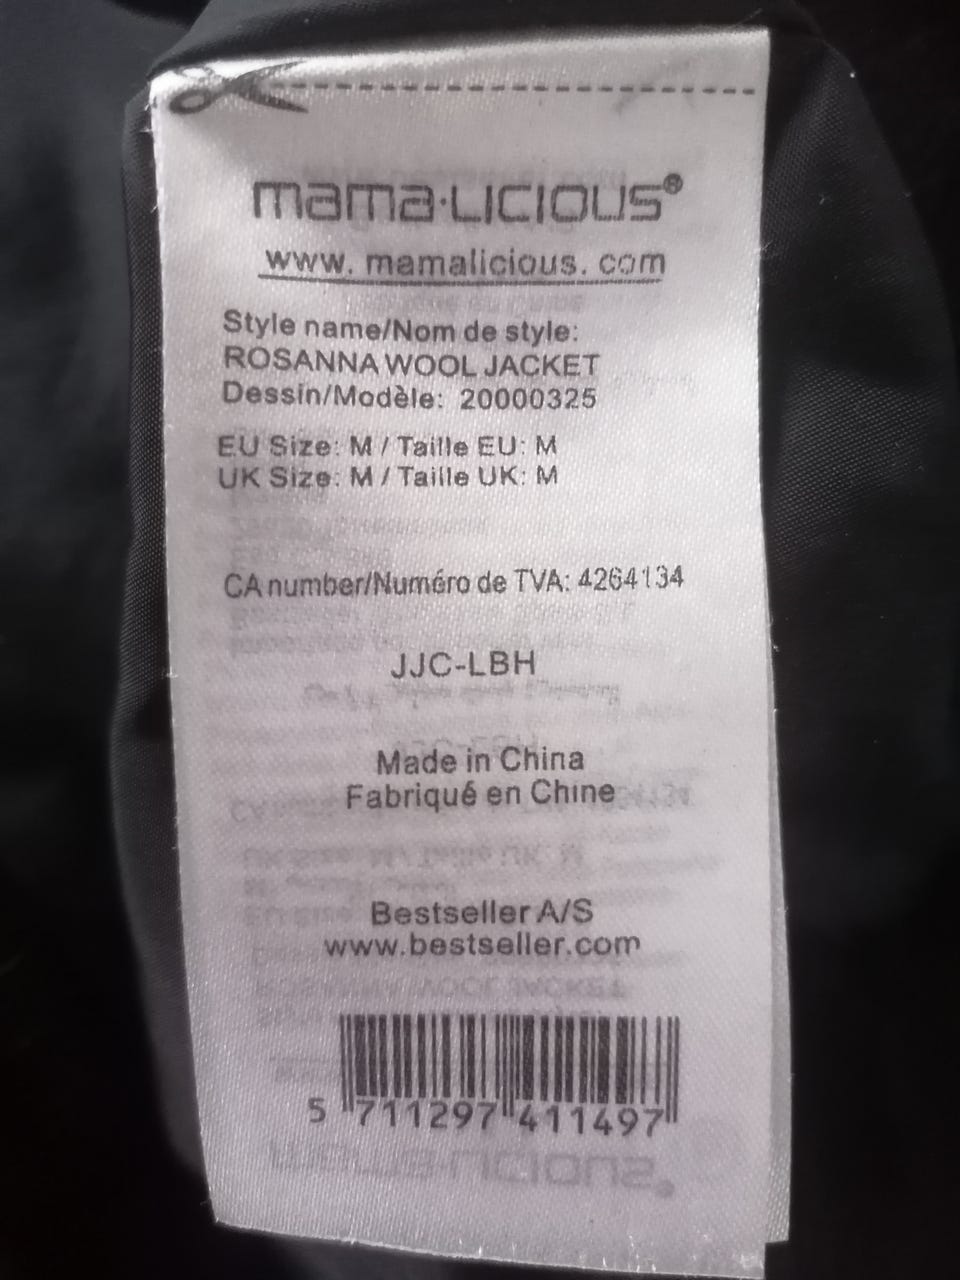 mama·licious®
www. mamalicious. com
Style name/Nom de style:
ROSANNA WOOL JACKET
Dessin/Modèle: 20000325
EU Size: M / Taille EU: M
UK Size: M / Taille UK: M
CA number/Numéro de TVA: 4264134
JJC-LBH
Made in China
Fabriqué en Chine
Bestseller A/S
www.bestseller.com
5 711297 411497